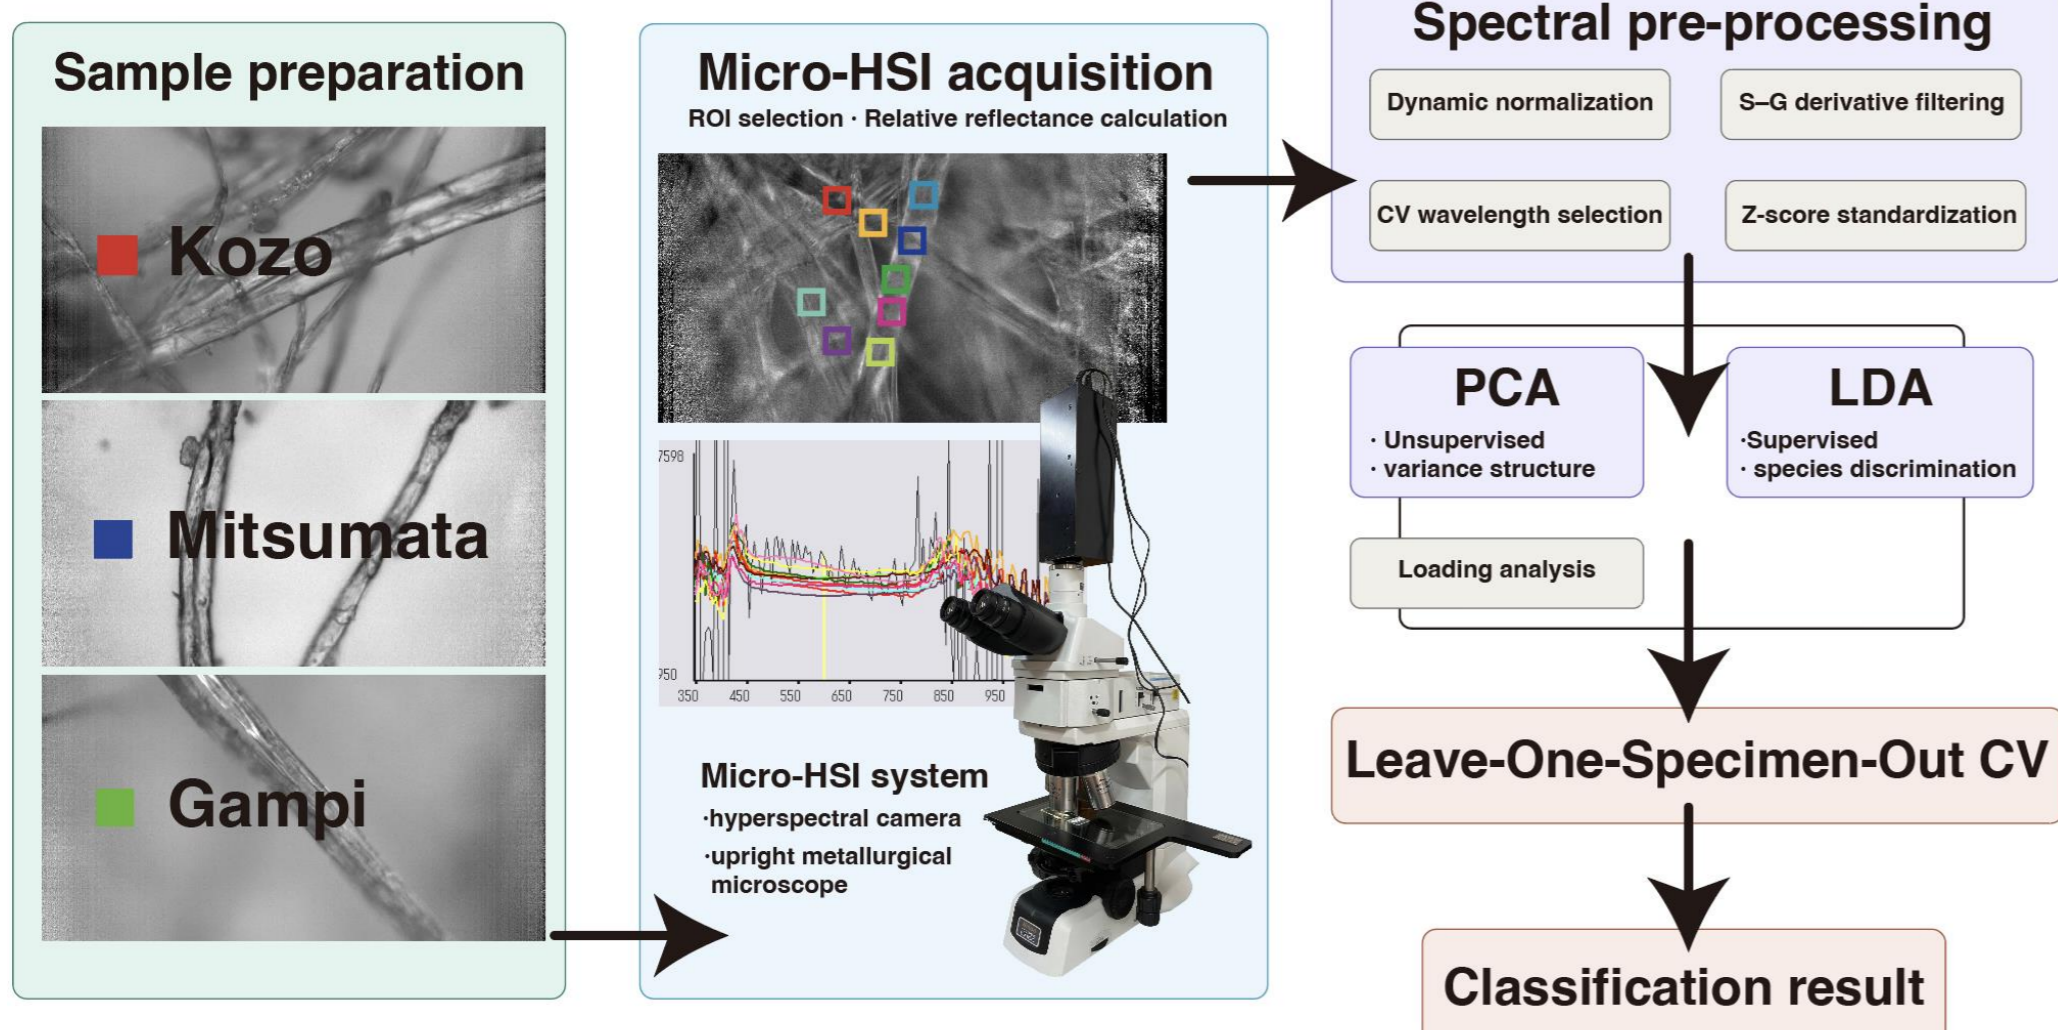 Sample preparation
Kozo
Mitsumata
Gampi
Micro-HSI acquisition
ROI selection · Relative reflectance calculation
7598
950
350 450 550 650 750 850 950
Micro-HSI system
·hyperspectral camera
·upright metallurgical
microscope
Spectral pre-processing
Dynamic normalization
S–G derivative filtering
CV wavelength selection
Z-score standardization
PCA
· Unsupervised
· variance structure
LDA
·Supervised
· species discrimination
Loading analysis
Leave-One-Specimen-Out CV
Classification result